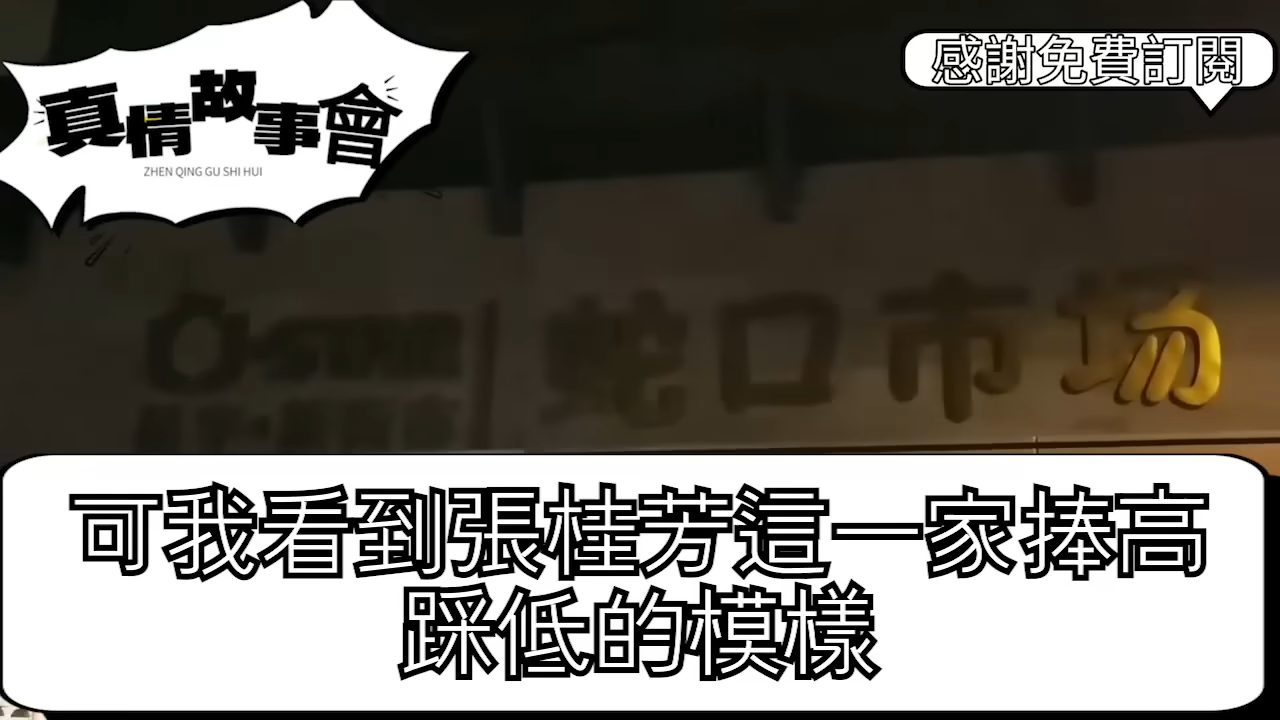 真情故事會
ZHEN QING GU SHI HUI
感謝免費訂閱
蛇口市场
可我看到張桂芳這一家捧高
踩低的模樣